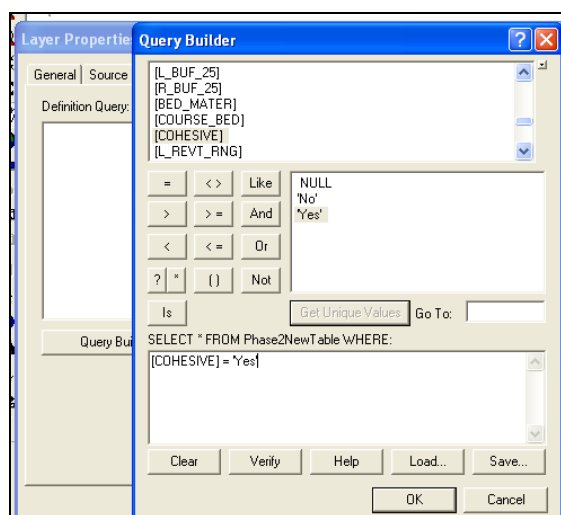 Layer Propertie
Query Builder
General Source
Definition Query:
Query Bui
[L_BUF_25]
[R_BUF_25]
[BED_MATER]
[COURSE_BED]
[COHESIVE]
[L_REVT_RNG]
= < > Like
> > = And
< < = Or
? * ( ) Not
Is
NULL
'No'
'Yes'
Get Unique Values Go To:
SELECT * FROM Phase2NewTable WHERE:
[COHESIVE] = 'Yes'
Clear Verify Help Load... Save...
OK Cancel